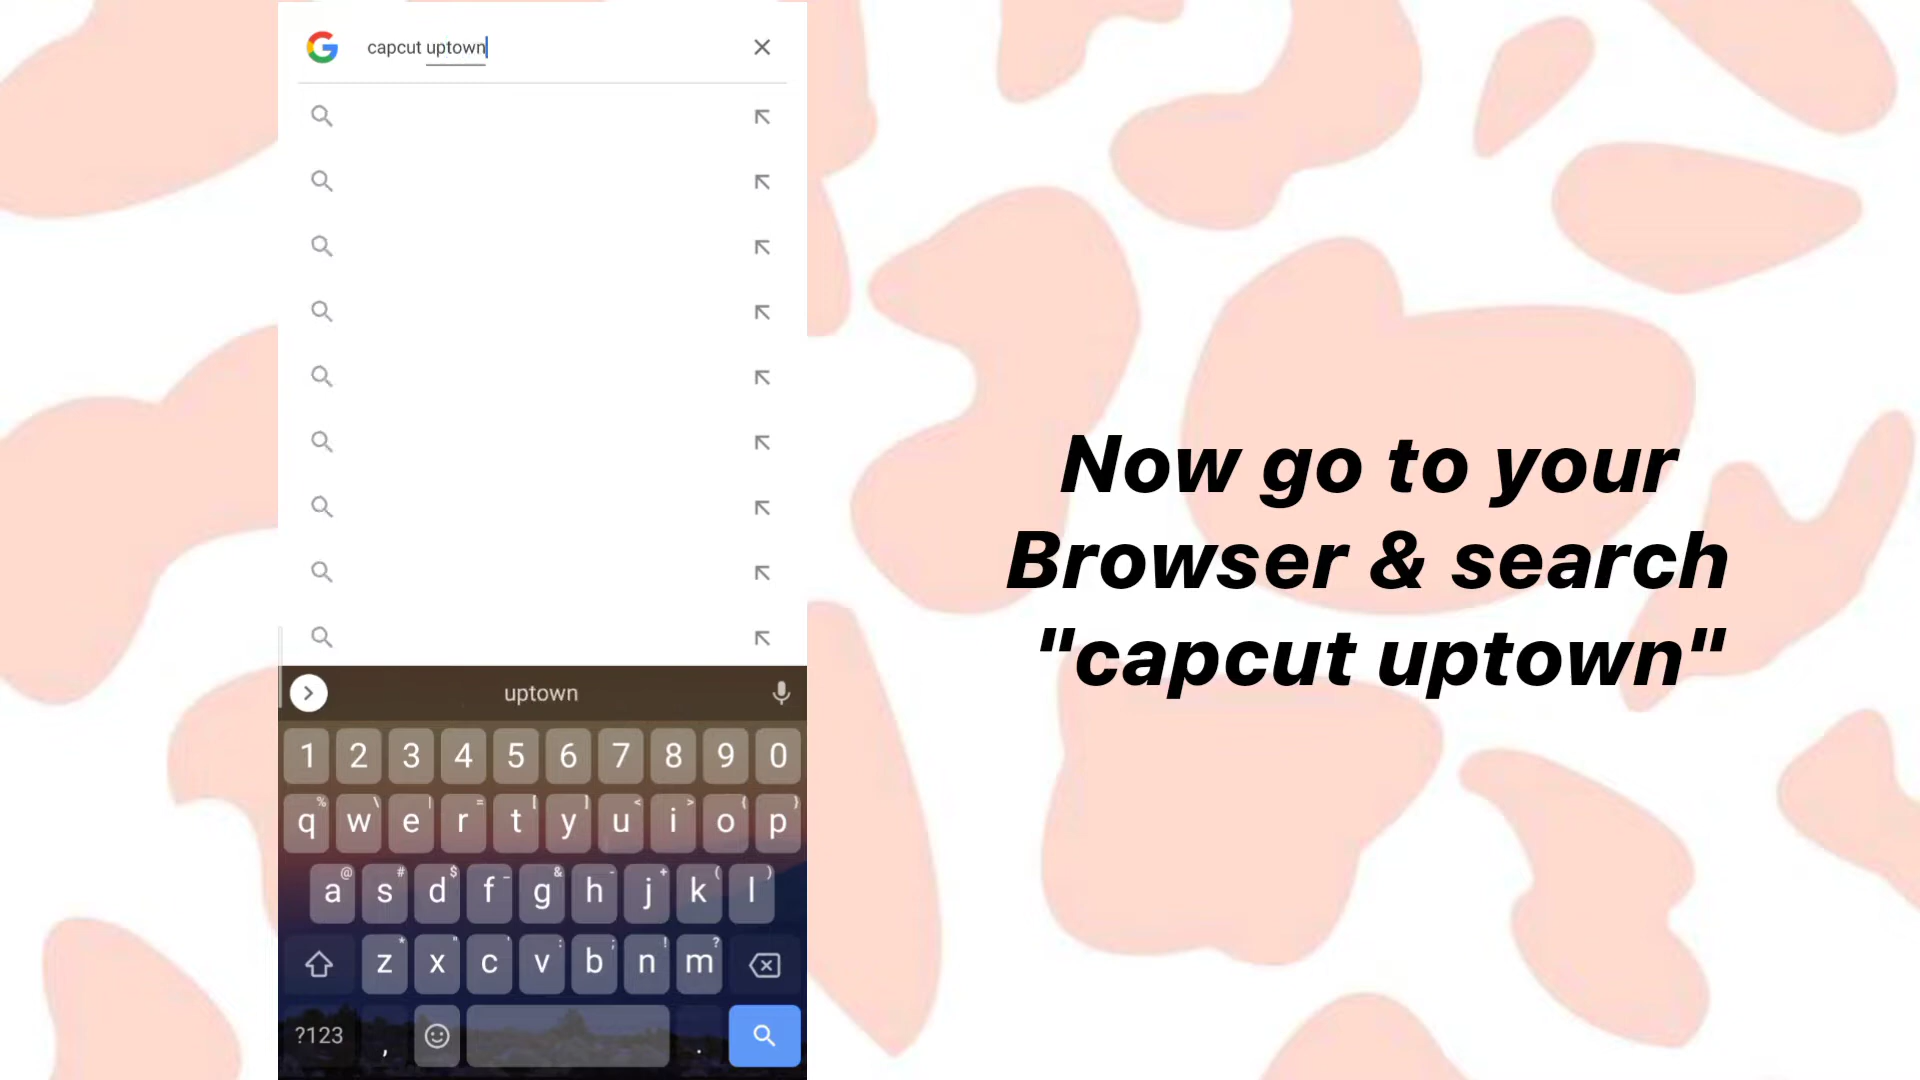 capcut uptown
uptown
1 2 3 4 5 6 7 8 9 0
% \ | = [ ] < > { }
q w e r t y u i o p
@ # $ _ & - + ( )
a s d f g h j k l
* " ' : ; ! ?
z x c v b n m
?123 , .
Now go to your
Browser & search
"capcut uptown"